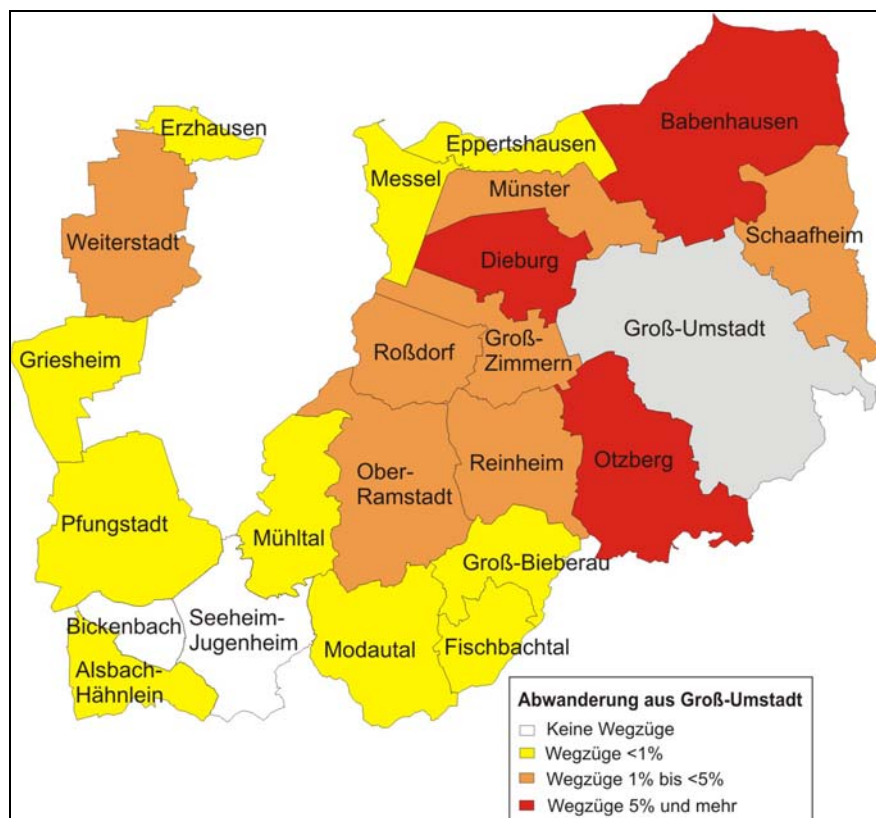 Babenhausen
Erzhausen
Eppertshausen
Messel
Münster
Schaafheim
Weiterstadt
Dieburg
Groß-Umstadt
Griesheim
Roßdorf
Groß-
Zimmern
Ober-
Ramstadt
Reinheim
Otzberg
Pfungstadt
Mühltal
Groß-Bieberau
Bickenbach
Seeheim-
Jugenheim
Modautal
Fischbachtal
Alsbach-
Hähnlein
Abwanderung aus Groß-Umstadt
Keine Wegzüge
Wegzüge <1%
Wegzüge 1% bis <5%
Wegzüge 5% und mehr